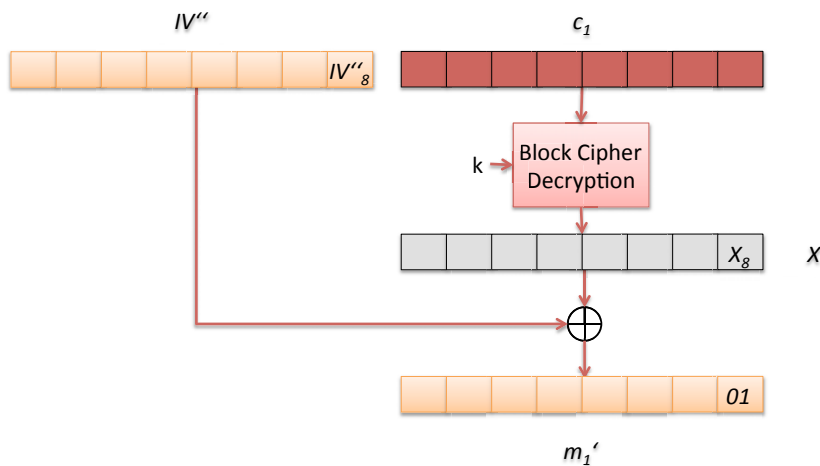 IV“
c₁
IV“₈
Block Cipher
Decryption
k
X₈
X
01
m₁‘